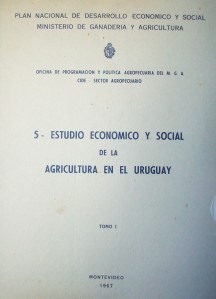 PLAN NACIONAL DE DESARROLLO ECONOMICO Y SOCIAL
MINISTERIO DE GANADERIA Y AGRICULTURA
OFICINA DE PROGRAMACION Y POLITICA AGROPECUARIA DEL M. G. A.
CIDE - SECTOR AGROPECUARIO
5 - ESTUDIO ECONOMICO Y SOCIAL
DE LA
AGRICULTURA EN EL URUGUAY
TOMO I
MONTEVIDEO
1967